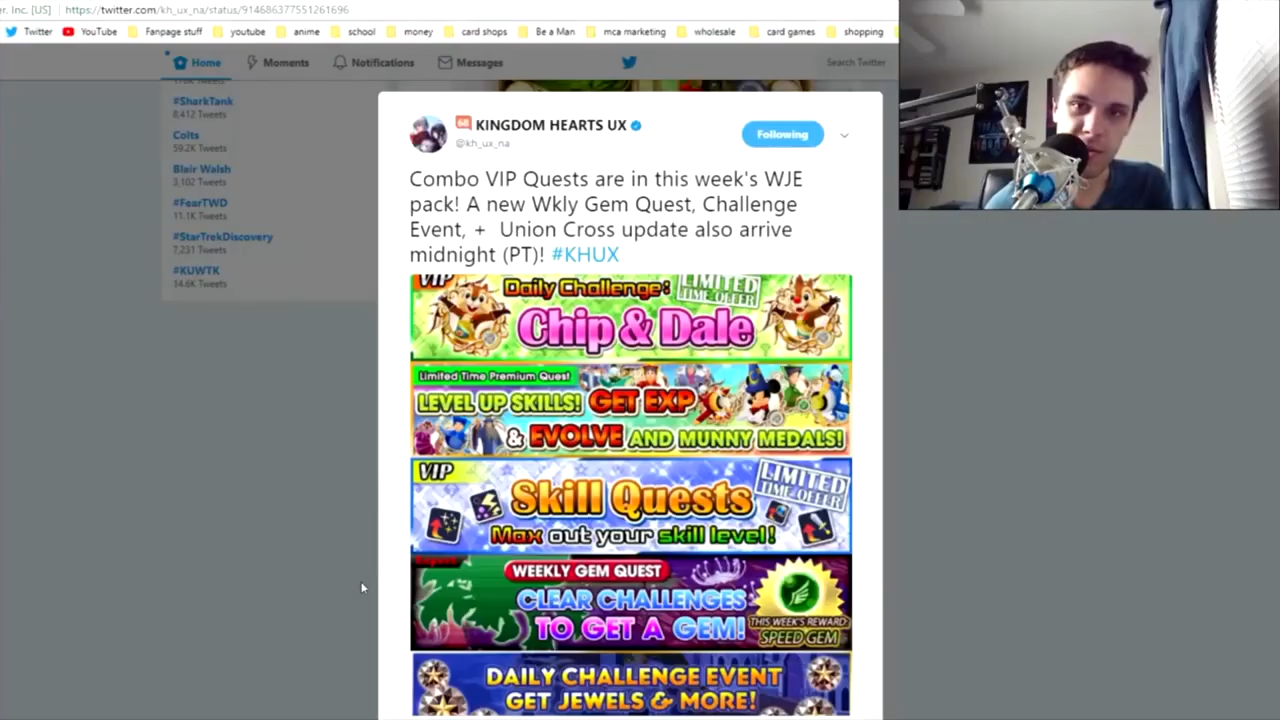 r. Inc. [US]
https://twitter.com/kh_ux_na/status/914686377551261696
Twitter
YouTube
Fanpage stuff
youtube
anime
school
money
card shops
Be a Man
mca marketing
wholesale
card games
shopping
Home
Moments
Notifications
Messages
Search Twitter
#SharkTank
8,412 Tweets
Colts
59.2K Tweets
Blair Walsh
3,102 Tweets
#FearTWD
11.1K Tweets
#StarTrekDiscovery
7,231 Tweets
#KUWTK
34.6K Tweets
KINGDOM HEARTS UX
@kh_ux_na
Following
Combo VIP Quests are in this week's WJE
pack! A new Wkly Gem Quest, Challenge
Event, + Union Cross update also arrive
midnight (PT)! #KHUX
VIP
Daily Challenge:
LIMITED
TIME OFFER
Chip & Dale
Limited Time Premium Quest
LEVEL UP SKILLS! GET EXP
& EVOLVE AND MUNNY MEDALS!
VIP
LIMITED
TIME OFFER
Skill Quests
Max out your skill level!
WEEKLY GEM QUEST
CLEAR CHALLENGES
TO GET A GEM!
THIS WEEK'S REWARD:
SPEED GEM
DAILY CHALLENGE EVENT
GET JEWELS & MORE!